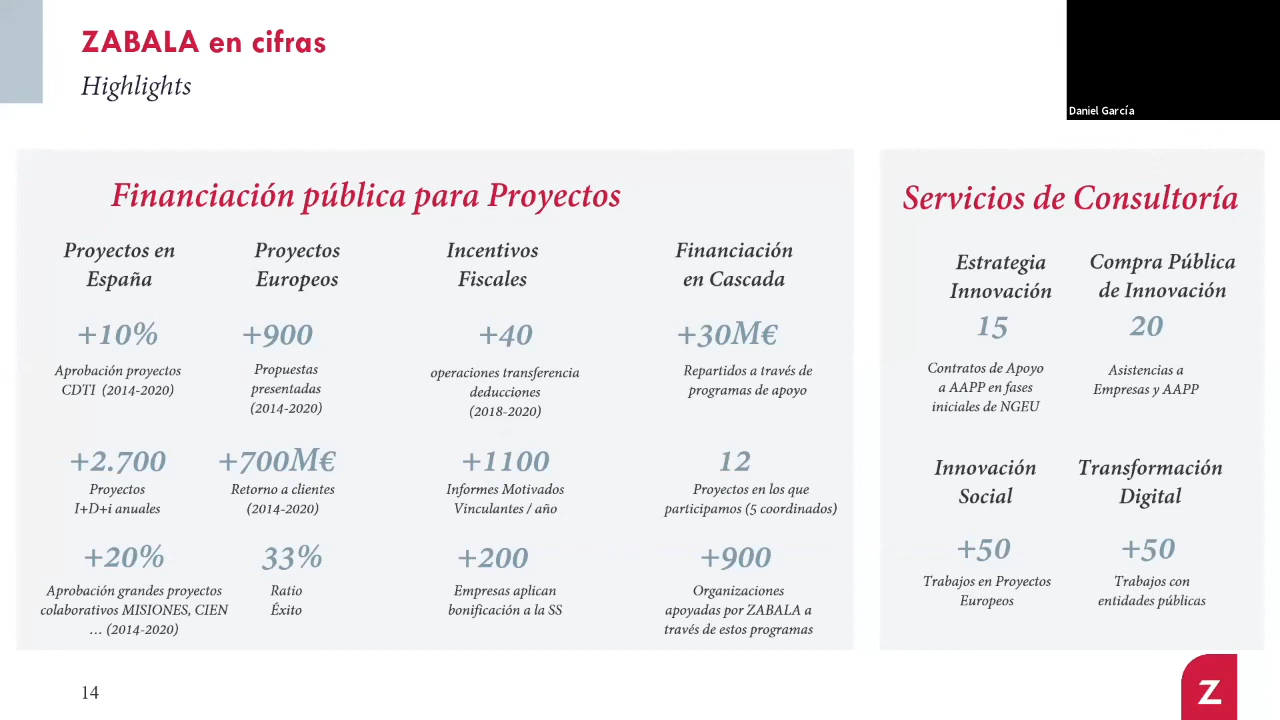 ZABALA en cifras
Highlights
Daniel García
Financiación pública para Proyectos
Proyectos en
España
+10%
Aprobación proyectos
CDTI (2014-2020)
+2.700
Proyectos
I+D+i anuales
+20%
Aprobación grandes proyectos
colaborativos MISIONES, CIEN
... (2014-2020)
Proyectos
Europeos
+900
Propuestas
presentadas
(2014-2020)
+700M€
Retorno a clientes
(2014-2020)
33%
Ratio
Éxito
Incentivos
Fiscales
+40
operaciones transferencia
deducciones
(2018-2020)
+1100
Informes Motivados
Vinculantes / año
+200
Empresas aplican
bonificación a la SS
Financiación
en Cascada
+30M€
Repartidos a través de
programas de apoyo
12
Proyectos en los que
participamos (5 coordinados)
+900
Organizaciones
apoyadas por ZABALA a
través de estos programas
Servicios de Consultoría
Estrategia
Innovación
15
Contratos de Apoyo
a AAPP en fases
iniciales de NGEU
Compra Pública
de Innovación
20
Asistencias a
Empresas y AAPP
Innovación
Social
+50
Trabajos en Proyectos
Europeos
Transformación
Digital
+50
Trabajos con
entidades públicas
14
Z